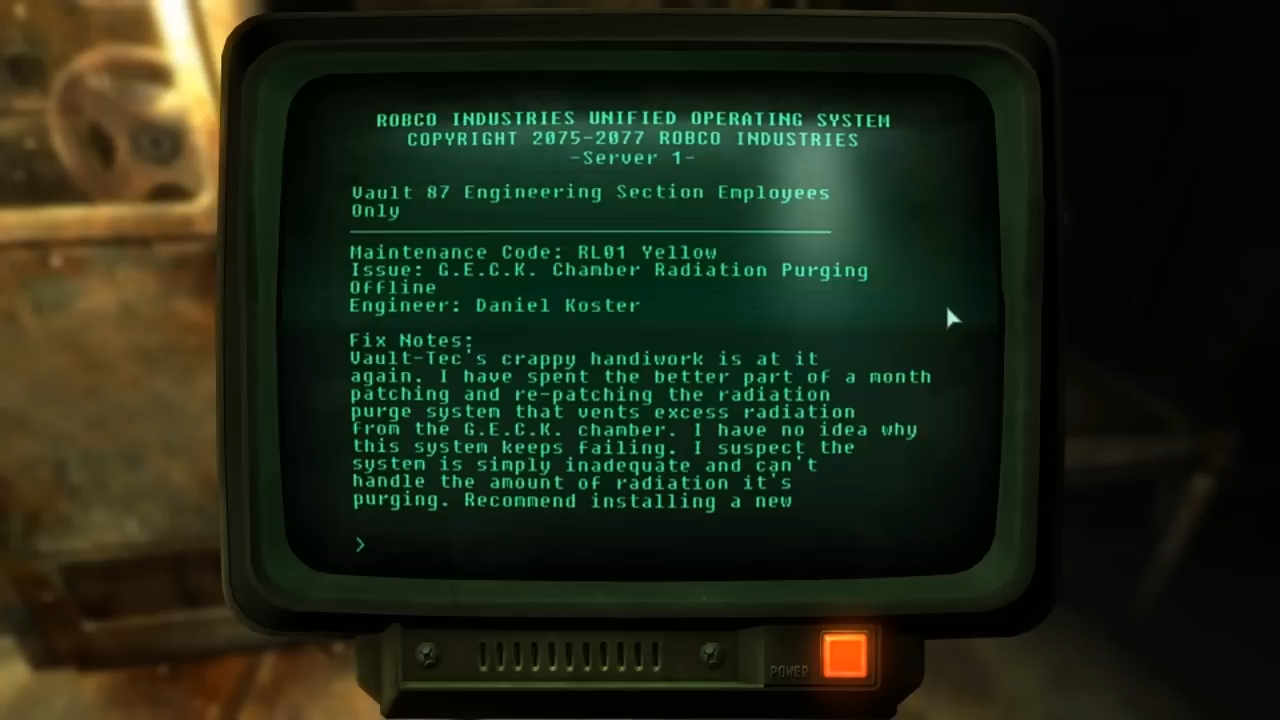 ROBCO INDUSTRIES UNIFIED OPERATING SYSTEM
COPYRIGHT 2075-2077 ROBCO INDUSTRIES
-Server 1-
Vault 87 Engineering Section Employees
Only
Maintenance Code: RL01 Yellow
Issue: G.E.C.K. Chamber Radiation Purging
Offline
Engineer: Daniel Koster
Fix Notes:
Vault-Tec's crappy handiwork is at it
again. I have spent the better part of a month
patching and re-patching the radiation
purge system that vents excess radiation
from the G.E.C.K. chamber. I have no idea why
this system keeps failing. I suspect the
system is simply inadequate and can't
handle the amount of radiation it's
purging. Recommend installing a new
>
POWER